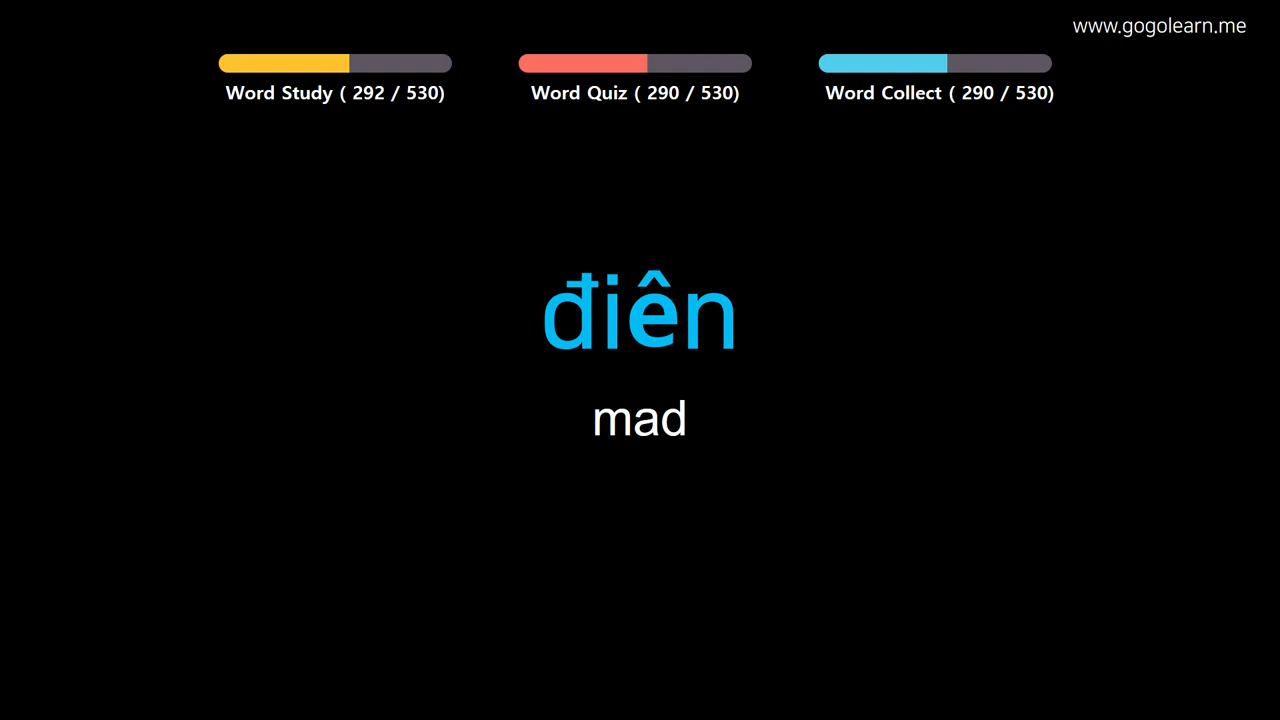 www.gogolearn.me
Word Study ( 292 / 530)
Word Quiz ( 290 / 530)
Word Collect ( 290 / 530)
điên
mad